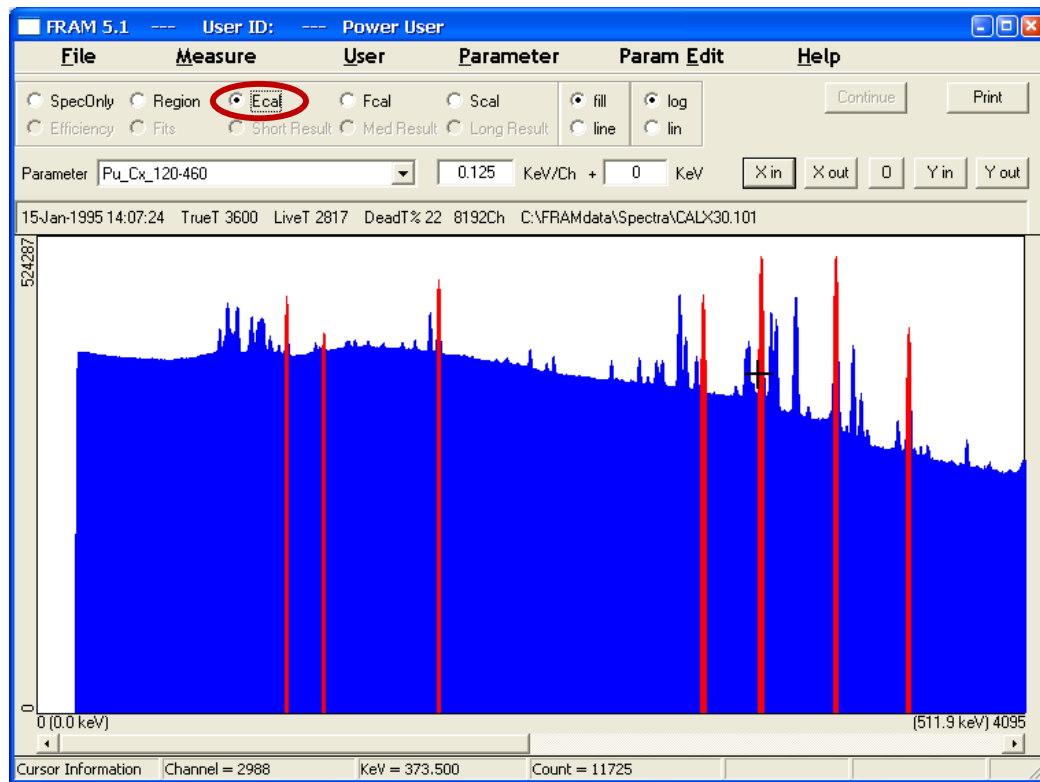 FRAM 5.1 --- User ID: --- Power User
File Measure User Parameter Param Edit Help
SpecOnly Region Ecal Fcal Scal fill log Continue Print
Efficiency Fits Short Result Med Result Long Result line lin
Parameter Pu_Cx_120-460 0.125 KeV/Ch + 0 KeV X in X out 0 Y in Y out
15-Jan-1995 14:07:24 TrueT 3600 LiveT 2817 DeadT% 22 8192Ch C:\FRAMdata\Spectra\CALX30.101
524287
0
0 (0.0 keV) (511.9 keV) 4095
Cursor Information Channel = 2988 KeV = 373.500 Count = 11725